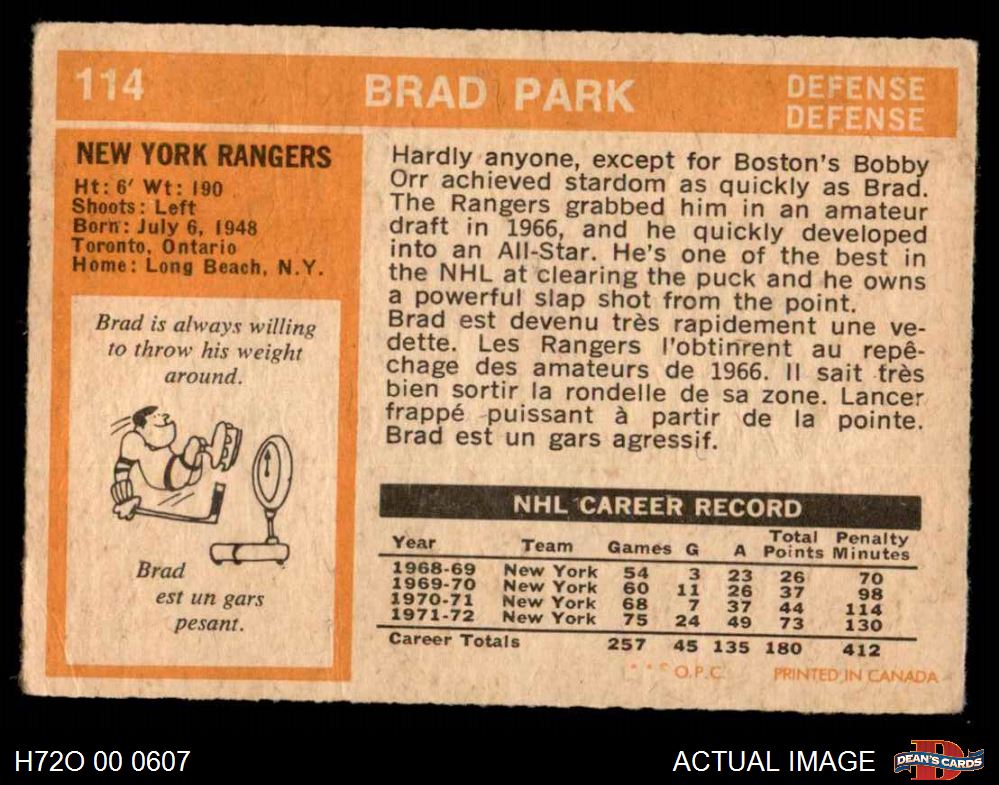 114
BRAD PARK
DEFENSE
DEFENSE
NEW YORK RANGERS
Ht: 6' Wt: 190
Shoots: Left
Born: July 6, 1948
Toronto, Ontario
Home: Long Beach, N.Y.
Brad is always willing
to throw his weight
around.
Brad
est un gars
pesant.
Hardly anyone, except for Boston's Bobby
Orr achieved stardom as quickly as Brad.
The Rangers grabbed him in an amateur
draft in 1966, and he quickly developed
into an All-Star. He's one of the best in
the NHL at clearing the puck and he owns
a powerful slap shot from the point.
Brad est devenu très rapidement une ve-
dette. Les Rangers l'obtinrent au repê-
chage des amateurs de 1966. Il sait très
bien sortir la rondelle de sa zone. Lancer
frappé puissant à partir de la pointe.
Brad est un gars agressif.
NHL CAREER RECORD
Year Team Games G A Total Points Penalty Minutes
1968-69 New York 54 3 23 26 70
1969-70 New York 60 11 26 37 98
1970-71 New York 68 7 37 44 114
1971-72 New York 75 24 49 73 130
Career Totals 257 45 135 180 412
O.P.C. PRINTED IN CANADA
H72O 00 0607
ACTUAL IMAGE
D
DEAN'S CARDS